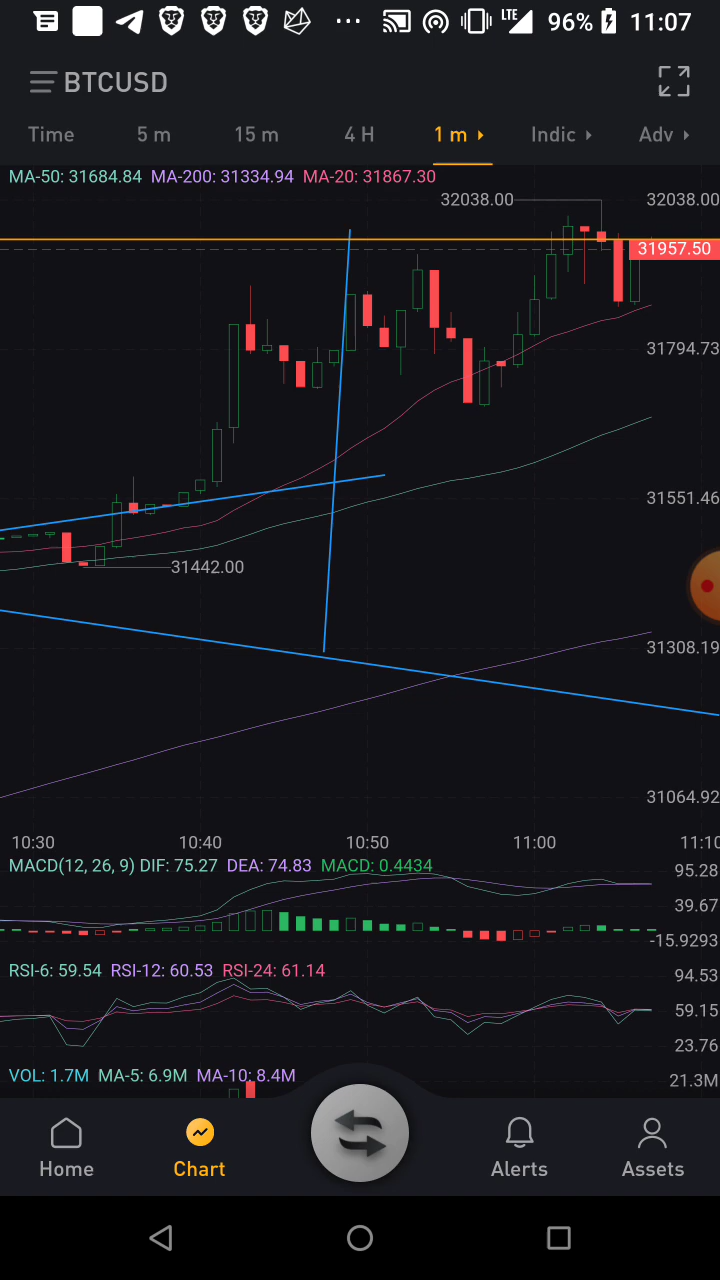 LTE 96% 11:07
BTCUSD
Time 5 m 15 m 4 H 1 m Indic Adv
MA-50: 31684.84 MA-200: 31334.94 MA-20: 31867.30
32038.00 32038.00
31957.50
31794.73
31551.46
31442.00
31308.19
31064.92
10:30 10:40 10:50 11:00 11:10
MACD(12, 26, 9) DIF: 75.27 DEA: 74.83 MACD: 0.4434
95.28
39.67
-15.9293
RSI-6: 59.54 RSI-12: 60.53 RSI-24: 61.14
94.53
59.15
23.76
VOL: 1.7M MA-5: 6.9M MA-10: 8.4M
21.3M
Home Chart Alerts Assets